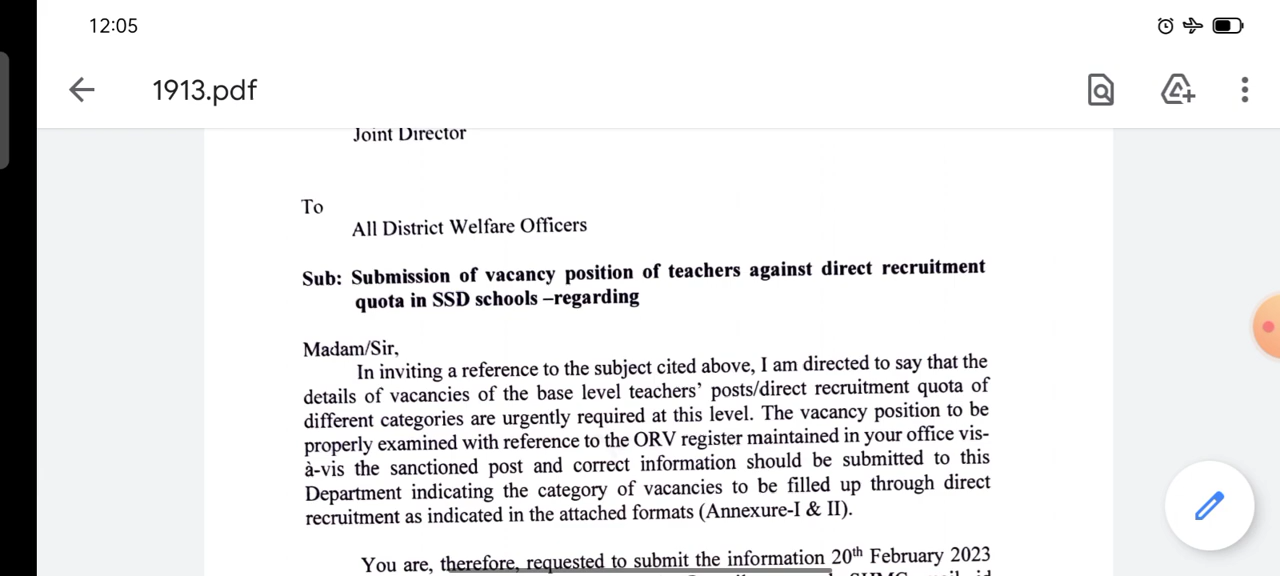 12:05
1913.pdf
Joint Director
To
All District Welfare Officers
Sub: Submission of vacancy position of teachers against direct recruitment
quota in SSD schools –regarding
Madam/Sir,
In inviting a reference to the subject cited above, I am directed to say that the
details of vacancies of the base level teachers' posts/direct recruitment quota of
different categories are urgently required at this level. The vacancy position to be
properly examined with reference to the ORV register maintained in your office vis-
à-vis the sanctioned post and correct information should be submitted to this
Department indicating the category of vacancies to be filled up through direct
recruitment as indicated in the attached formats (Annexure-I & II).
You are, therefore, requested to submit the information 20th February 2023